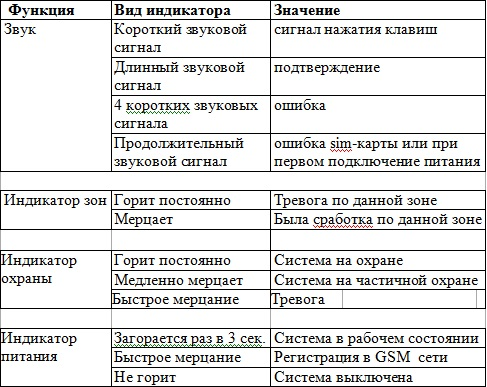 Функция Вид индикатора Значение
Звук Короткий звуковой сигнал нажатия клавиш
сигнал
Длинный звуковой подтверждение
сигнал
4 коротких звуковых ошибка
сигнала
Продолжительный ошибка sim-карты или при
звуковой сигнал первом подключение питания
Индикатор зон Горит постоянно Тревога по данной зоне
Мерцает Была сработка по данной зоне
Индикатор Горит постоянно Система на охране
охраны Медленно мерцает Система на частичной охране
Быстрое мерцание Тревога
Индикатор Загорается раз в 3 сек. Система в рабочем состоянии
питания Быстрое мерцание Регистрация в GSM сети
Не горит Система выключена